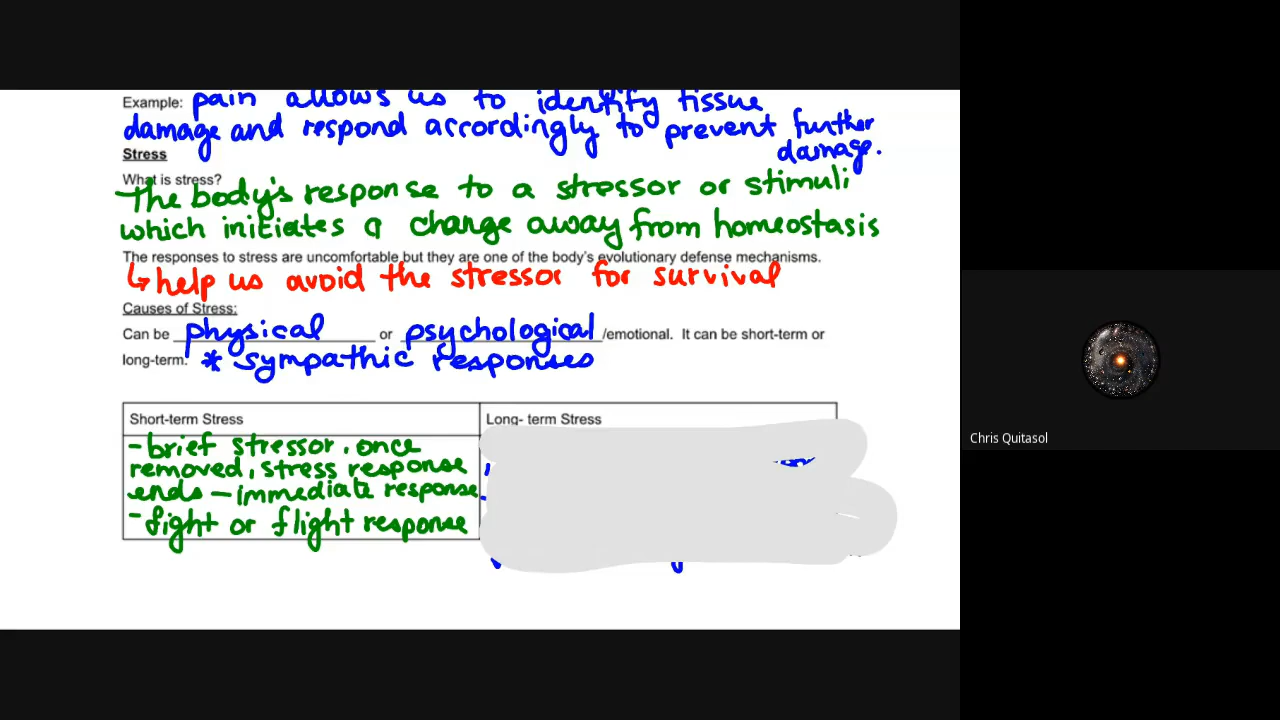 Example: pain allows us to identify tissue
damage and respond accordingly to prevent further
damage.
Stress
What is stress?
The body's response to a stressor or stimuli
which initiates a change away from homeostasis
The responses to stress are uncomfortable but they are one of the body's evolutionary defense mechanisms.
↳ help us avoid the stressor for survival
Causes of Stress:
Can be physical or psychological/emotional. It can be short-term or
long-term. * sympathic responses
Short-term Stress
- brief stressor, once
removed, stress response
ends - immediate response
- fight or flight response
Long- term Stress
Chris Quitasol